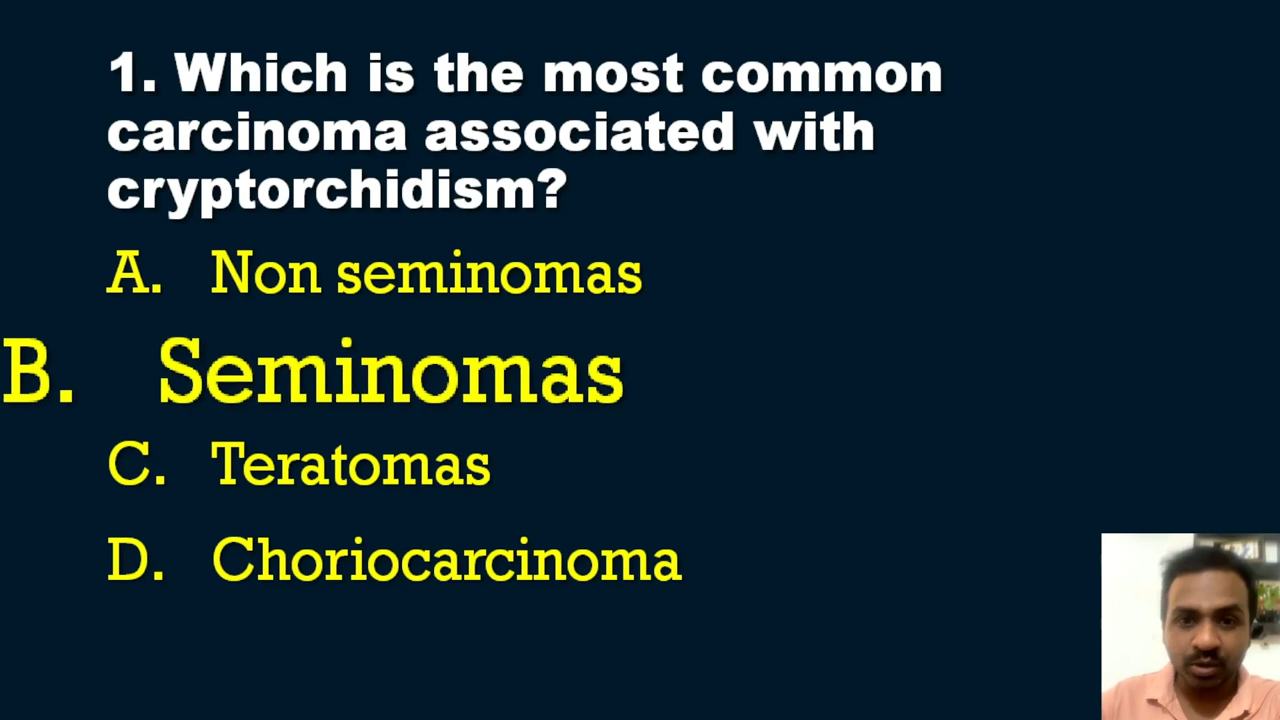 1. Which is the most common
carcinoma associated with
cryptorchidism?
A. Non seminomas
B. Seminomas
C. Teratomas
D. Choriocarcinoma